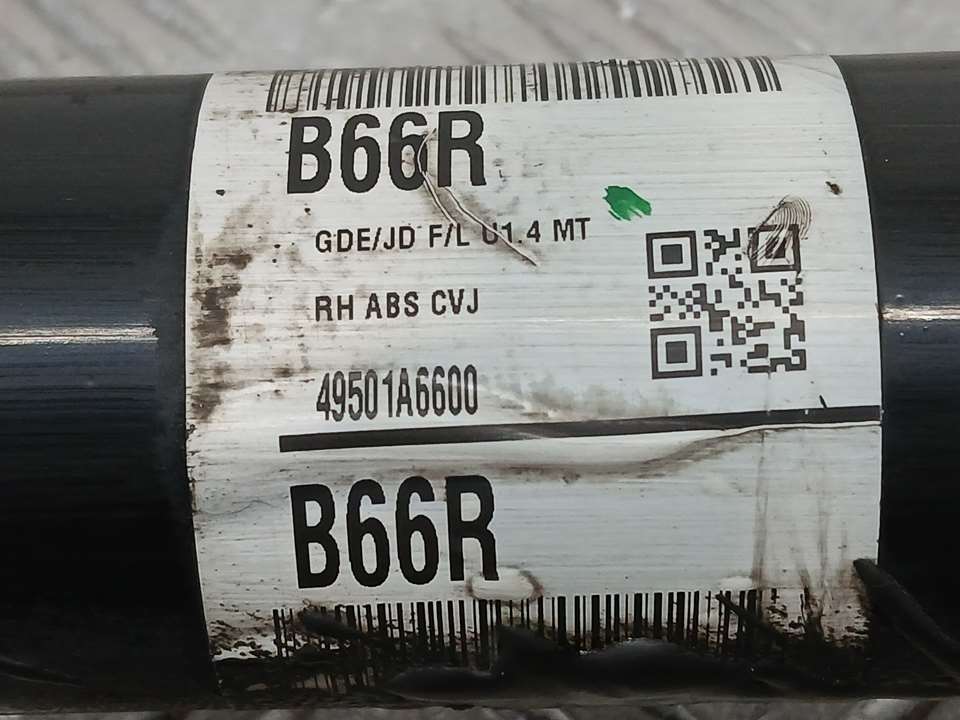 B66R
GDE/JD F/L U1.4 MT
RH ABS CVJ
49501A6600
B66R